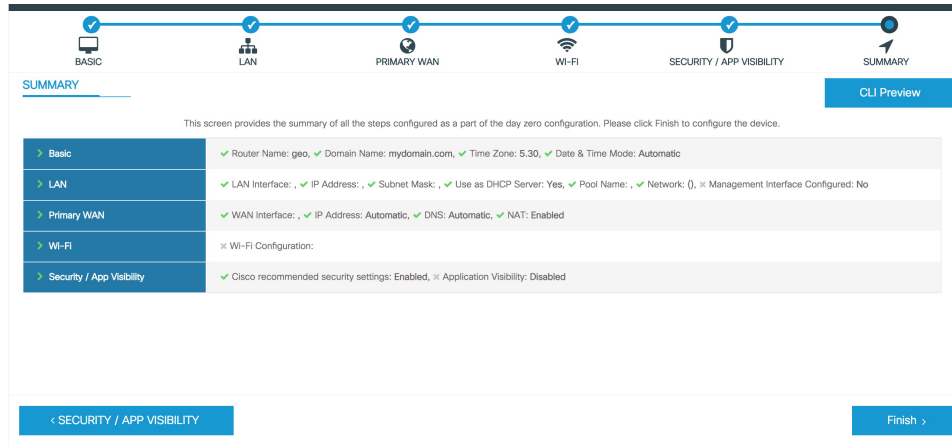 BASIC
LAN
PRIMARY WAN
WI-FI
SECURITY / APP VISIBILITY
SUMMARY
SUMMARY
CLI Preview
This screen provides the summary of all the steps configured as a part of the day zero configuration. Please click Finish to configure the device.
Basic
Router Name: geo, Domain Name: mydomain.com, Time Zone: 5.30, Date & Time Mode: Automatic
LAN
LAN Interface: , IP Address: , Subnet Mask: , Use as DHCP Server: Yes, Pool Name: , Network: (), Management Interface Configured: No
Primary WAN
WAN Interface: , IP Address: Automatic, DNS: Automatic, NAT: Enabled
WI-Fi
Wi-Fi Configuration:
Security / App Visibility
Cisco recommended security settings: Enabled, Application Visibility: Disabled
< SECURITY / APP VISIBILITY
Finish >